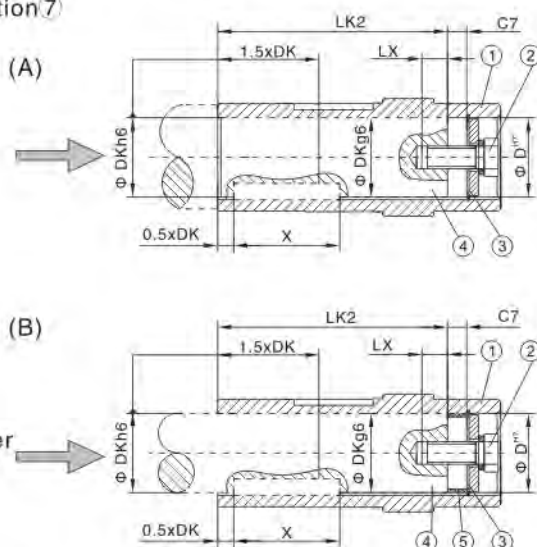 tion⑦
LK2
C7
1.5xDK
LX
①
②
(A)
Φ DKh6
Φ DKg6
Φ D
0.5xDK
X
④
③
LK2
C7
(B)
1.5xDK
LX
①
②
er
Φ DKh6
Φ DKg6
Φ D
0.5xDK
X
④
⑤
③